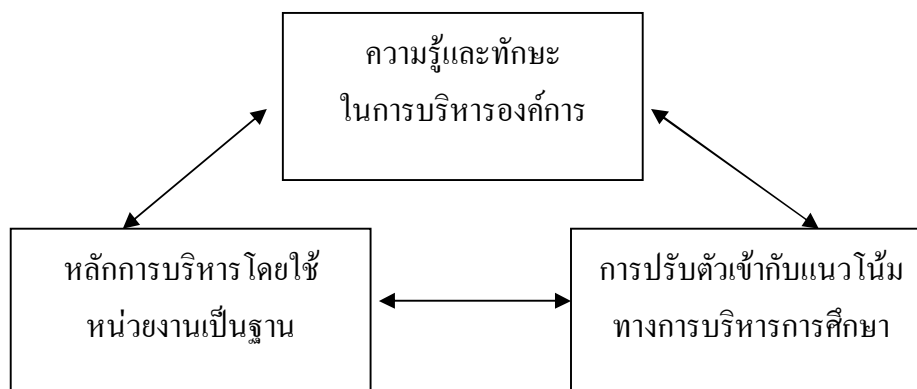 ความรู้และทักษะ
ในการบริหารองค์การ
หลักการบริหารโดยใช้
หน่วยงานเป็นฐาน
การปรับตัวเข้ากับแนวโน้ม
ทางการบริหารการศึกษา